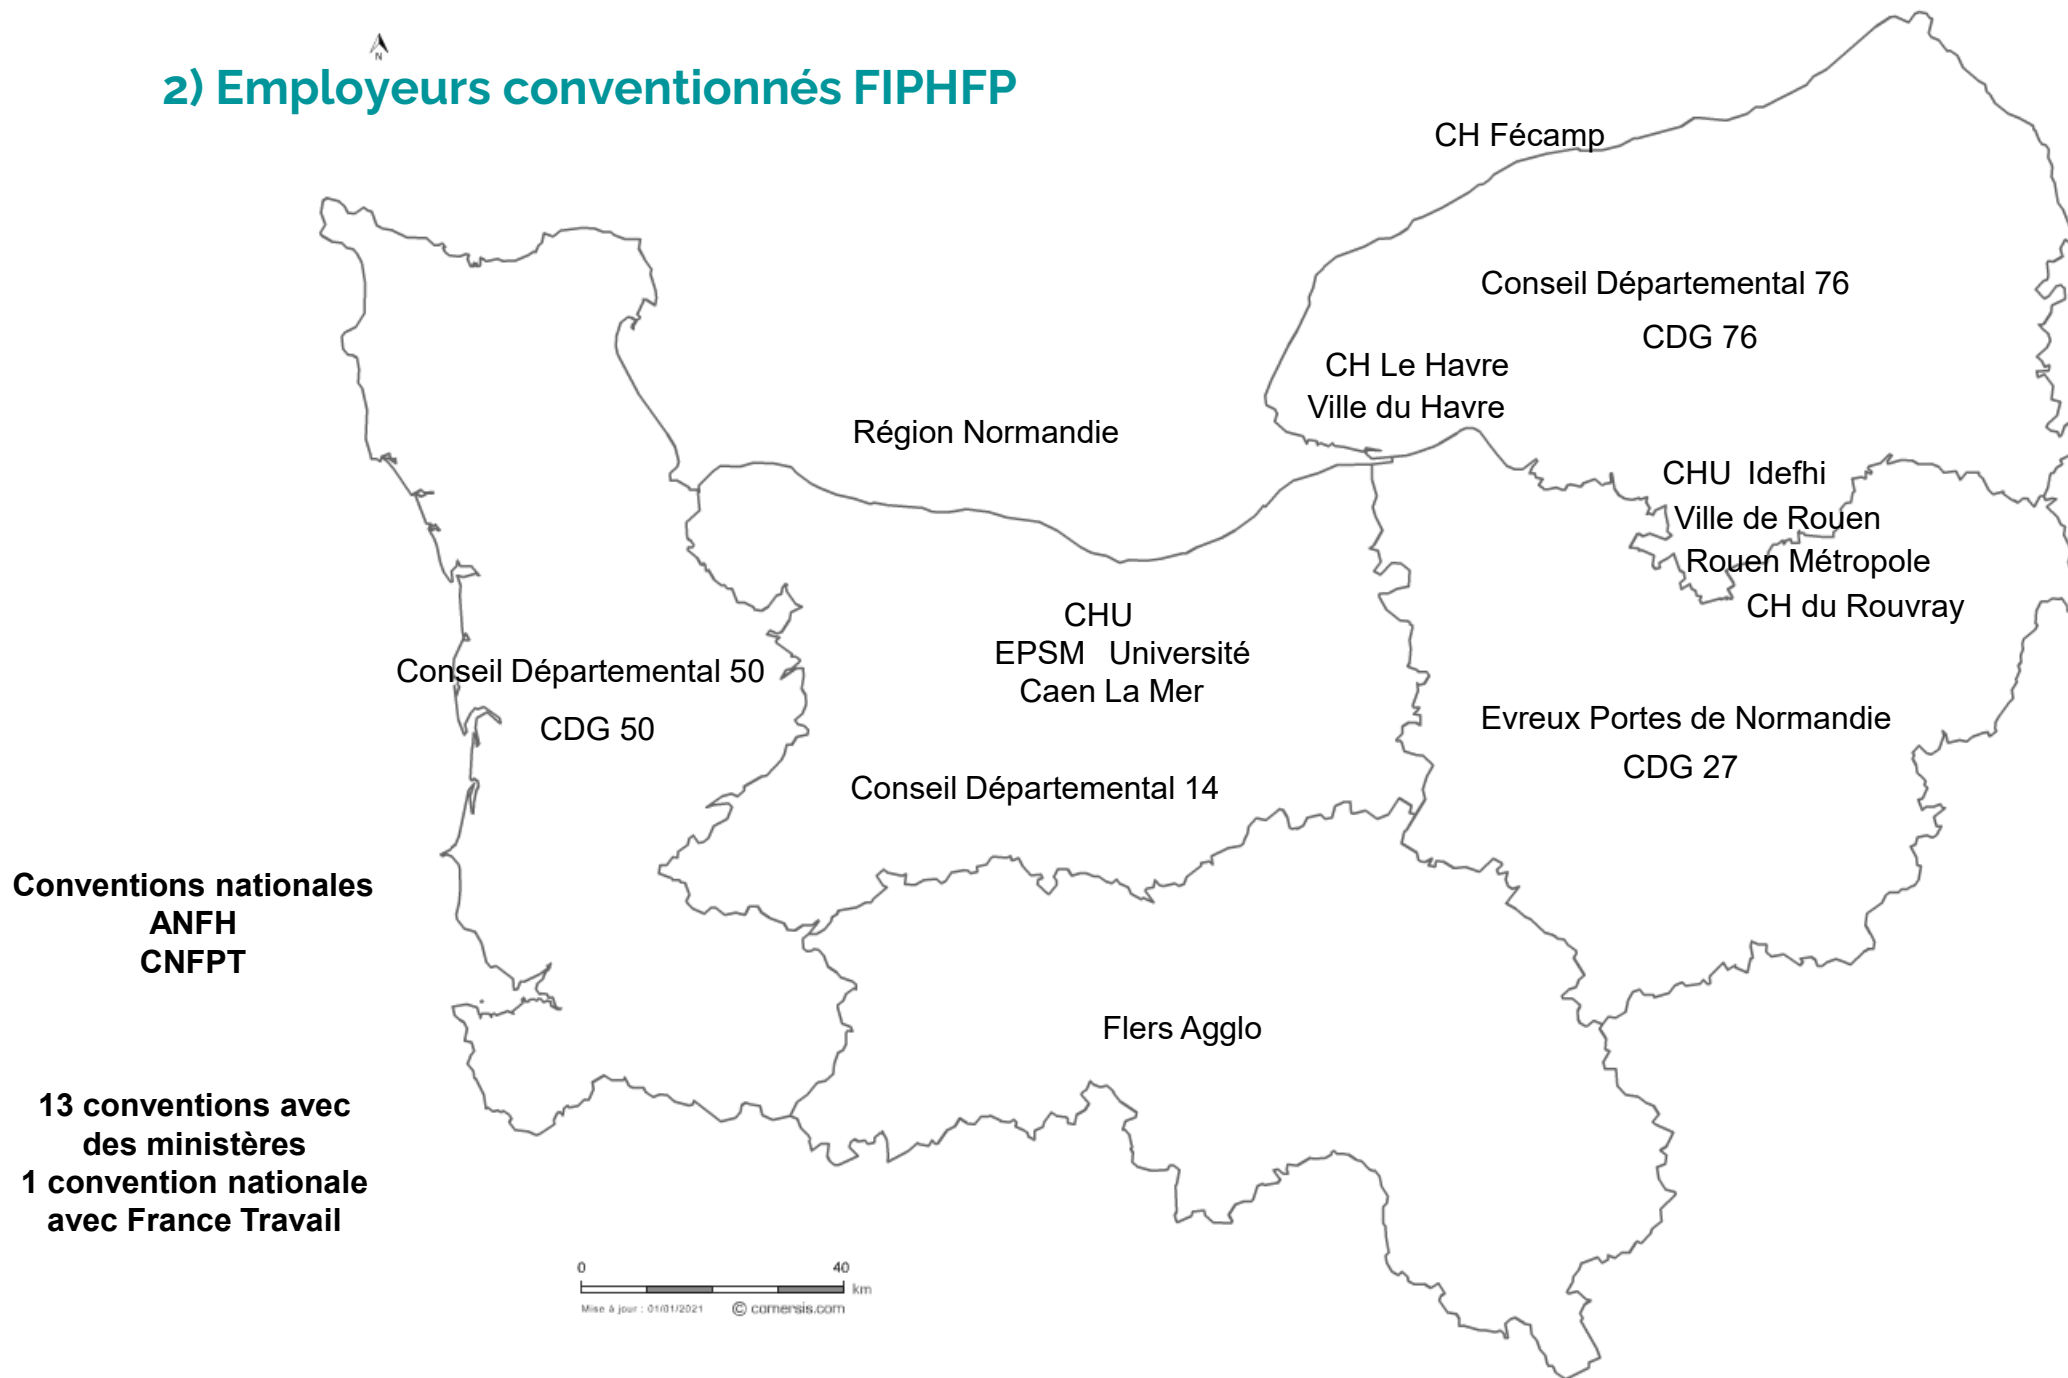 N
2) Employeurs conventionnés FIPHFP
CH Fécamp
Conseil Départemental 76
CDG 76
CH Le Havre
Ville du Havre
Région Normandie
CHU Idefhi
Ville de Rouen
Rouen Métropole
CH du Rouvray
CHU
EPSM Université
Caen La Mer
Conseil Départemental 50
CDG 50
Evreux Portes de Normandie
CDG 27
Conseil Départemental 14
Conventions nationales
ANFH
CNFPT
Flers Agglo
13 conventions avec
des ministères
1 convention nationale
avec France Travail
0 40
km
Mise à jour : 01/01/2021 © comersis.com